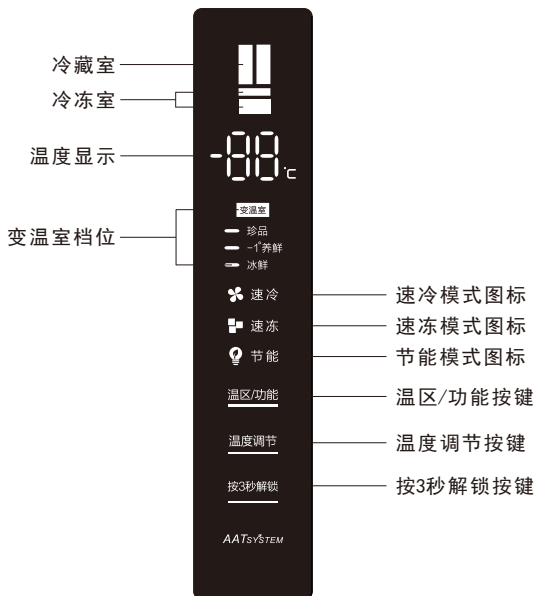 冷藏室
冷冻室
温度显示
-88℃
变温室档位
变温室
珍品
-1°养鲜
冰鲜
速冷
速冷模式图标
速冻
速冻模式图标
节能
节能模式图标
温区/功能
温区/功能按键
温度调节
温度调节按键
按3秒解锁
按3秒解锁按键
AATSYSTEM